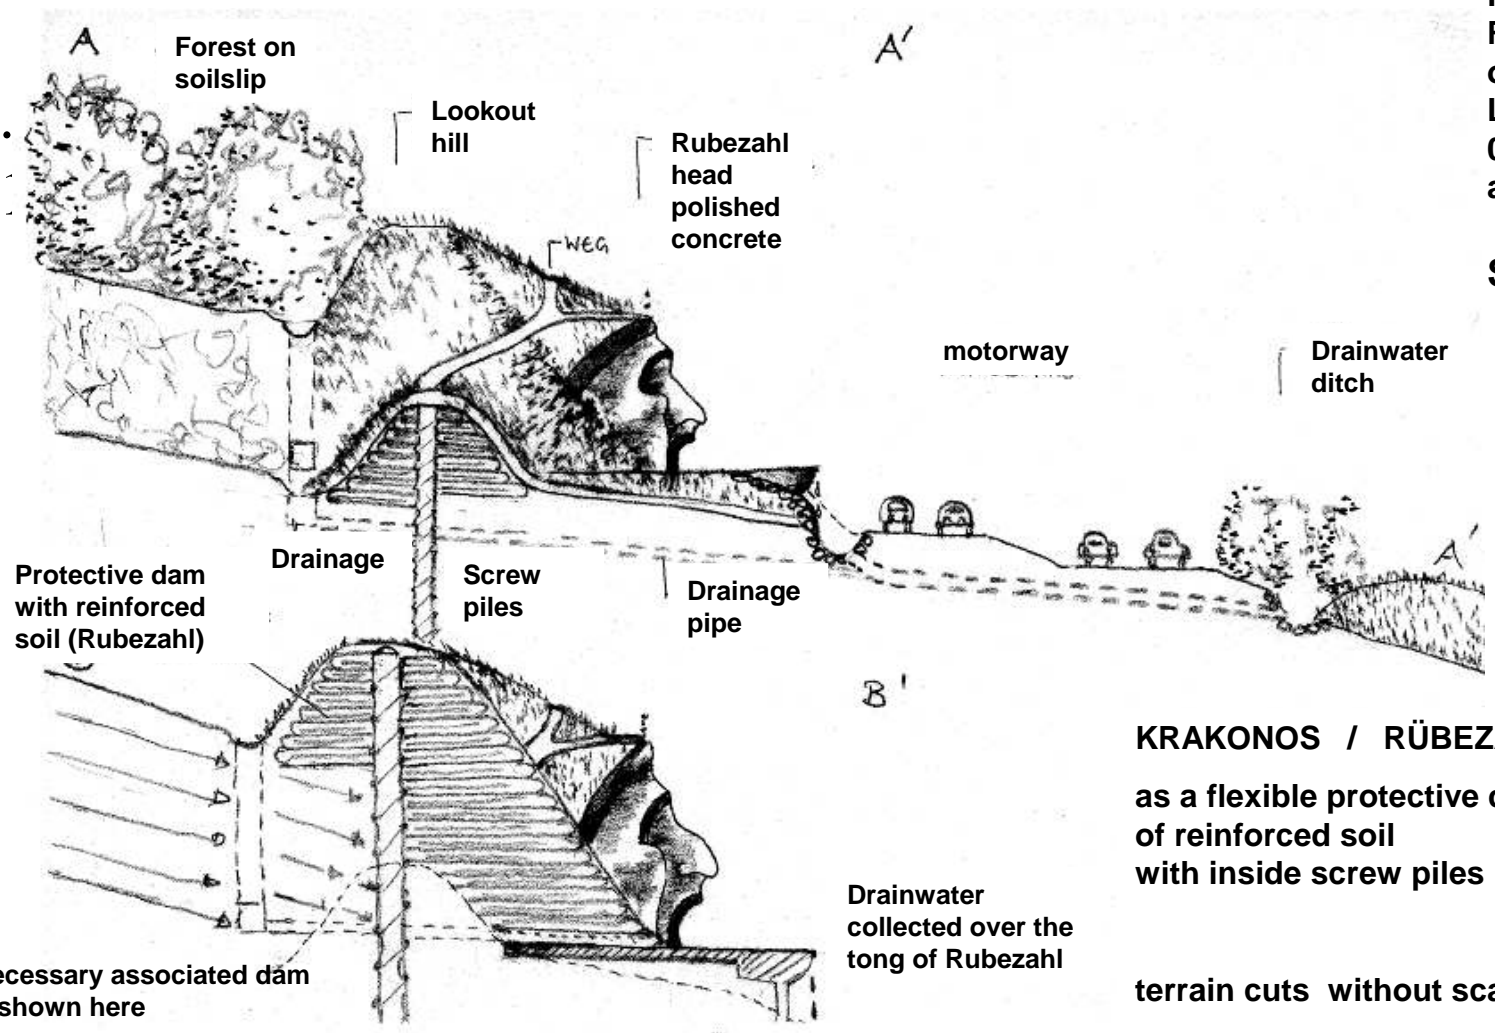 A
Forest on
soilslip
Lookout
hill
Rubezahl
head
polished
concrete
WEG
A'
motorway
Drainwater
ditch
A'
Drainage
Screw
piles
Drainage
pipe
Protective dam
with reinforced
soil (Rubezahl)
B'
KRAKONOS / RÜBEZ
as a flexible protective
of reinforced soil
with inside screw piles
Drainwater
collected over the
tong of Rubezahl
terrain cuts without
associated dam
shown here